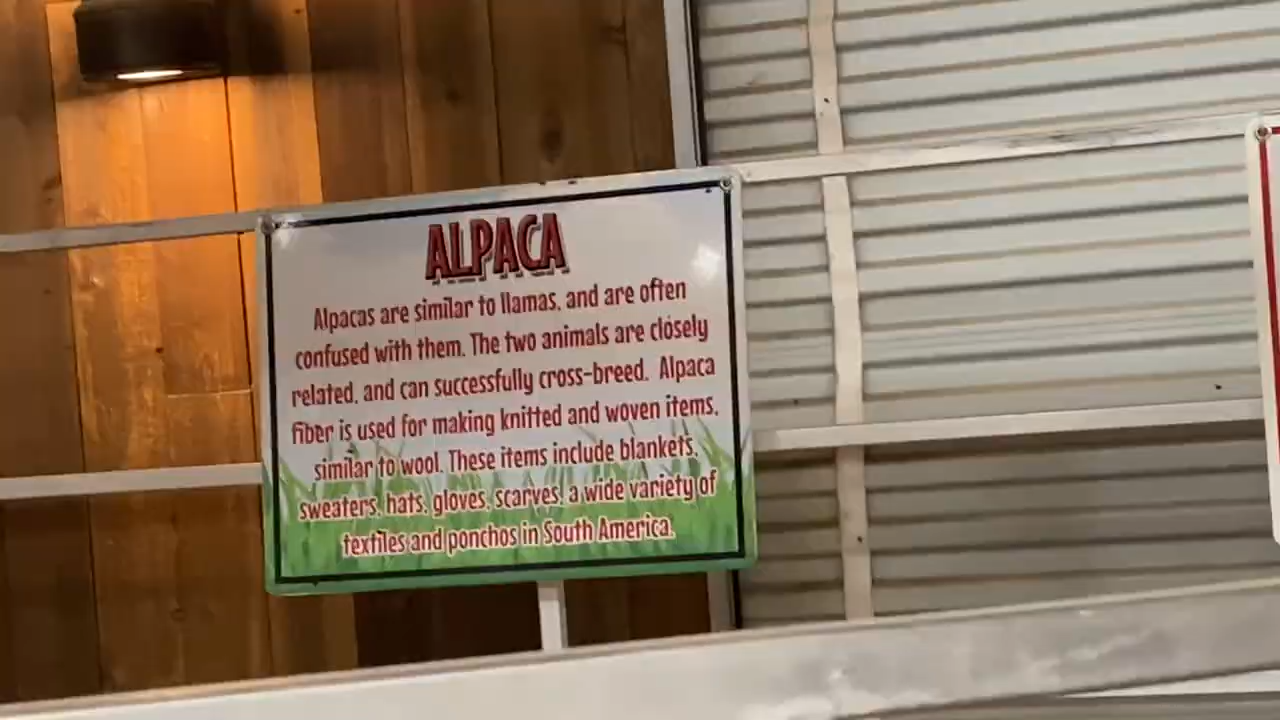 ALPACA
Alpacas are similar to llamas, and are often
confused with them. The two animals are closely
related, and can successfully cross-breed. Alpaca
fiber is used for making knitted and woven items,
similar to wool. These items include blankets,
sweaters, hats, gloves, scarves, a wide variety of
textiles and ponchos in South America.